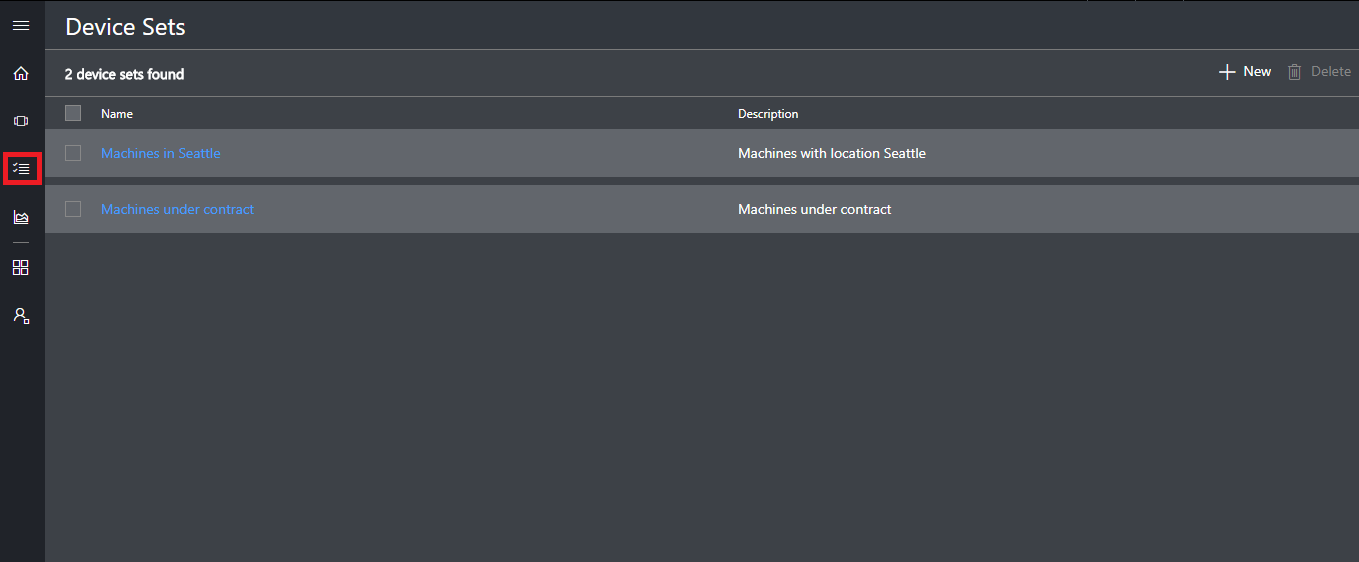 Device Sets
2 device sets found
New Delete
Name Description
Machines in Seattle Machines with location Seattle
Machines under contract Machines under contract